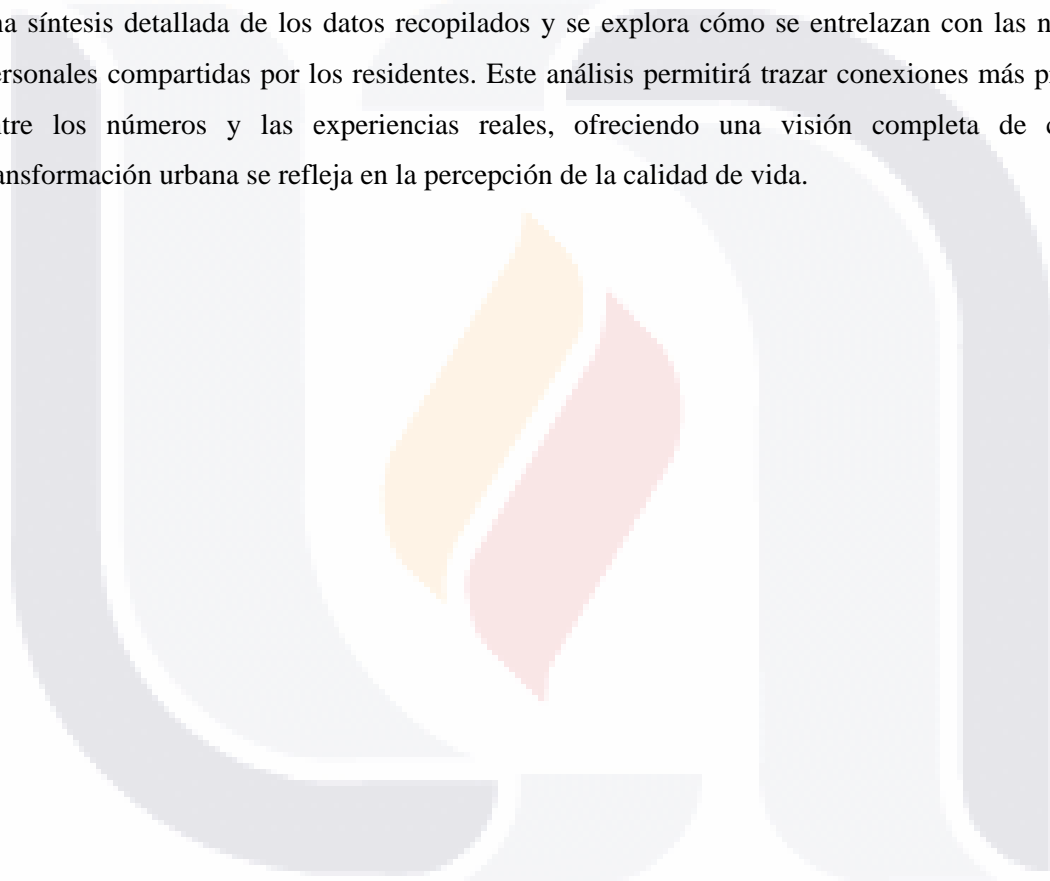 na síntesis detallada de los datos recopilados y se explora cómo se entrelazan con las n
ersonales compartidas por los residentes. Este análisis permitirá trazar conexiones más p
tre los números y las experiencias reales, ofreciendo una visión completa de
ansformación urbana se refleja en la percepción de la calidad de vida.